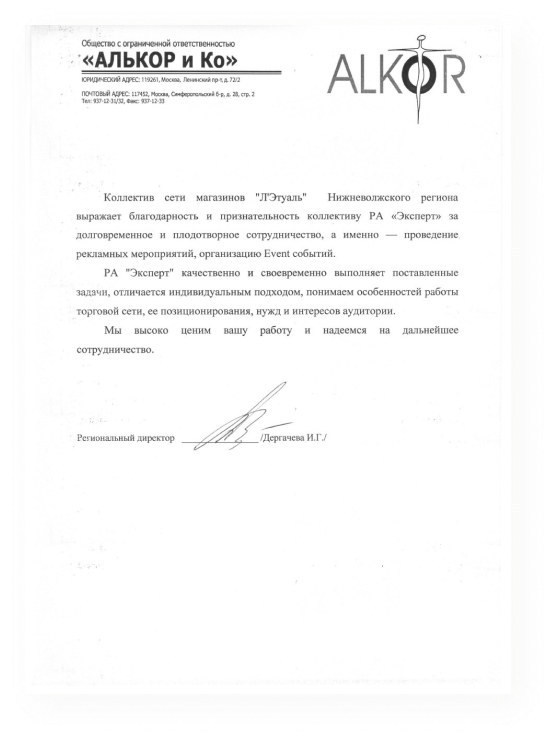 Общество с ограниченной ответственностью
«АЛЬКОР и Ко»
ЮРИДИЧЕСКИЙ АДРЕС: 119261, Москва, Ленинский пр-т, д. 72/2
ПОЧТОВЫЙ АДРЕС: 117452, Москва, Симферопольский б-р, д. 28, стр. 2
Тел: 937-12-31/32, Факс: 937-12-33
ALKOR
Коллектив сети магазинов "Л'Этуаль" Нижневолжского региона
выражает благодарность и признательность коллективу РА «Эксперт» за
долговременное и плодотворное сотрудничество, а именно — проведение
рекламных мероприятий, организацию Event событий.
РА "Эксперт" качественно и своевременно выполняет поставленные
задачи, отличается индивидуальным подходом, понимаем особенностей работы
торговой сети, ее позиционирования, нужд и интересов аудитории.
Мы высоко ценим вашу работу и надеемся на дальнейшее
сотрудничество.
Региональный директор /Дергачева И.Г./